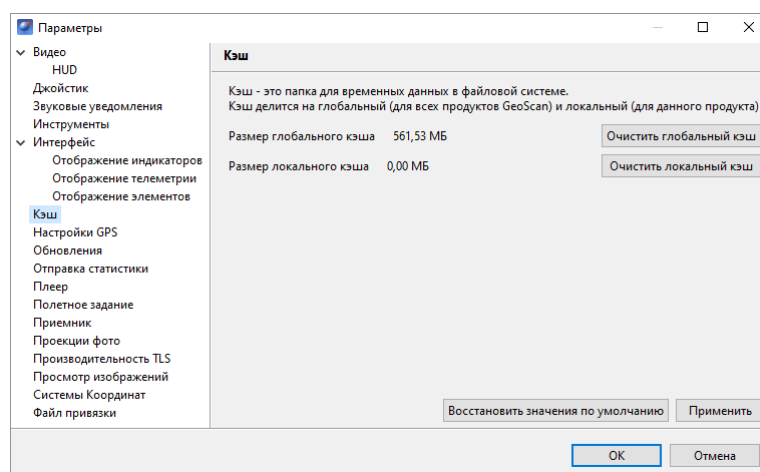 Параметры
Видео
HUD
Джойстик
Звуковые уведомления
Инструменты
Интерфейс
Отображение индикаторов
Отображение телеметрии
Отображение элементов
Кэш
Настройки GPS
Обновления
Отправка статистики
Плеер
Полетное задание
Приемник
Проекции фото
Производительность TLS
Просмотр изображений
Системы Координат
Файл привязки
Кэш
Кэш - это папка для временных данных в файловой системе.
Кэш делится на глобальный (для всех продуктов GeoScan) и локальный (для данного продукта)
Размер глобального кэша 561,53 МБ Очистить глобальный кэш
Размер локального кэша 0,00 МБ Очистить локальный кэш
Восстановить значения по умолчанию Применить
OK Отмена